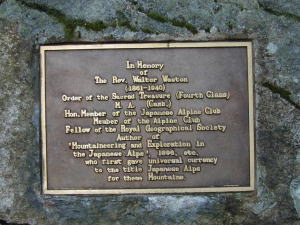 In Memory
of
The Rev. Walter Weston
(1861-1940)
Order of the Sacred Treasure (Fourth Class)
M. A. (Cant.)
Hon. Member of the Japanese Alpine Club
Member of the Alpine Club
Fellow of the Royal Geographical Society
Author of
'Mountaineering and Exploration in
the Japanese Alps', 1896, etc.
who first gave universal currency
to the title Japanese Alps
for these Mountains.